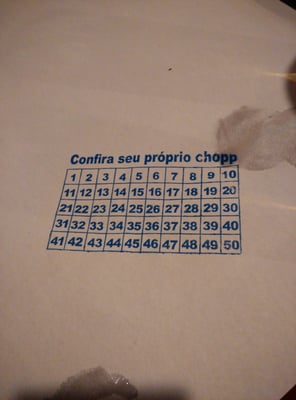 Confira seu próprio chopp
1 2 3 4 5 6 7 8 9 10
11 12 13 14 15 16 17 18 19 20
21 22 23 24 25 26 27 28 29 30
31 32 33 34 35 36 37 38 39 40
41 42 43 44 45 46 47 48 49 50